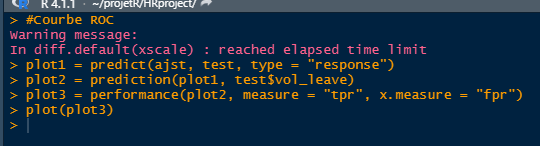 R 4.1.1 · ~/projetR/HRproject/
> #Courbe ROC
Warning message:
In diff.default(xscale) : reached elapsed time limit
> plot1 = predict(ajst, test, type = "response")
> plot2 = prediction(plot1, test$vol_leave)
> plot3 = performance(plot2, measure = "tpr", x.measure = "fpr")
> plot(plot3)
>